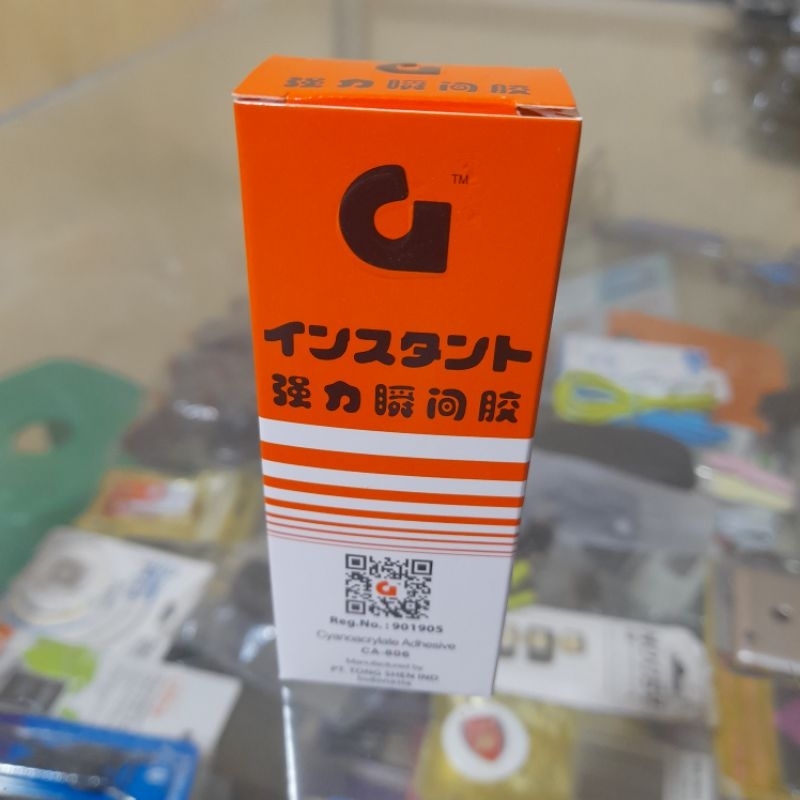 强力瞬间胶
TM
インスタント
强力瞬间胶
Reg.No.: 901905
Cyanoacrylate Adhesive
CA-606
Manufactured by
PT. TONG SHEN IND
Indonesia